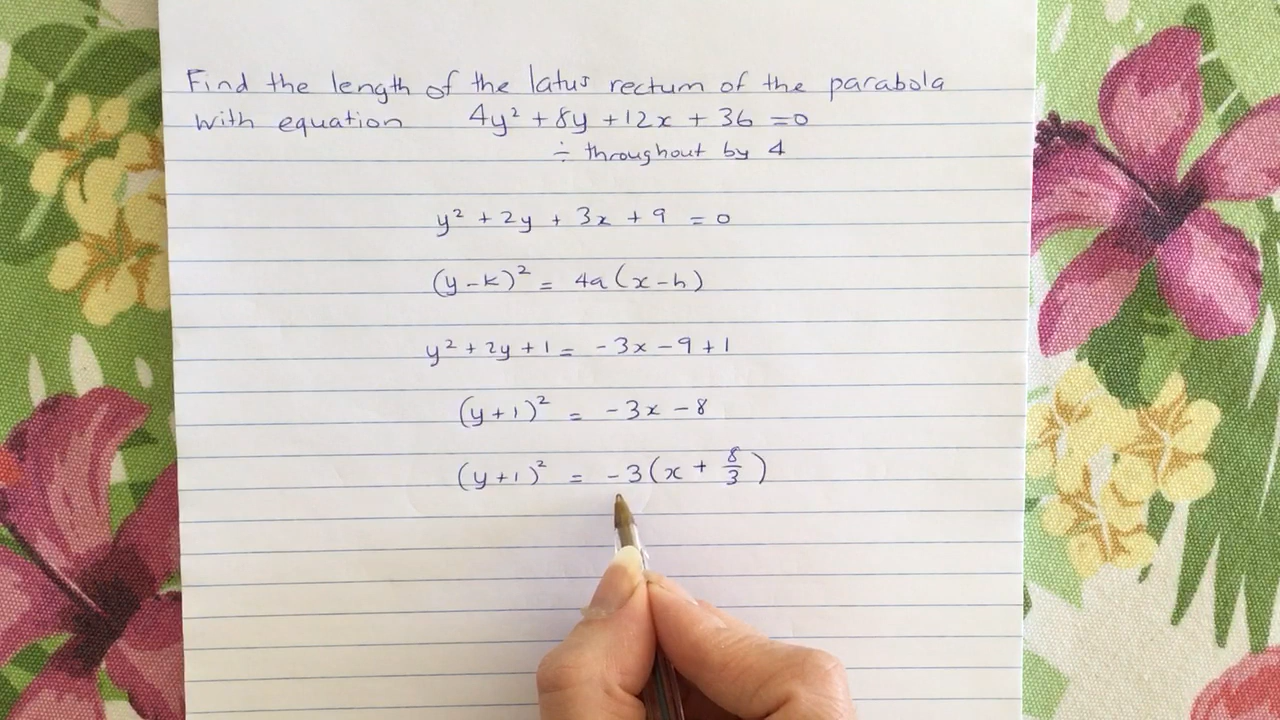 Find the length of the latus rectum of the parabola
with equation 4y² + 8y + 12x + 36 = 0
÷ throughout by 4
y² + 2y + 3x + 9 = 0
(y - k)² = 4a(x - h)
y² + 2y + 1 = -3x - 9 + 1
(y + 1)² = -3x - 8
(y + 1)² = -3(x + 8/3)